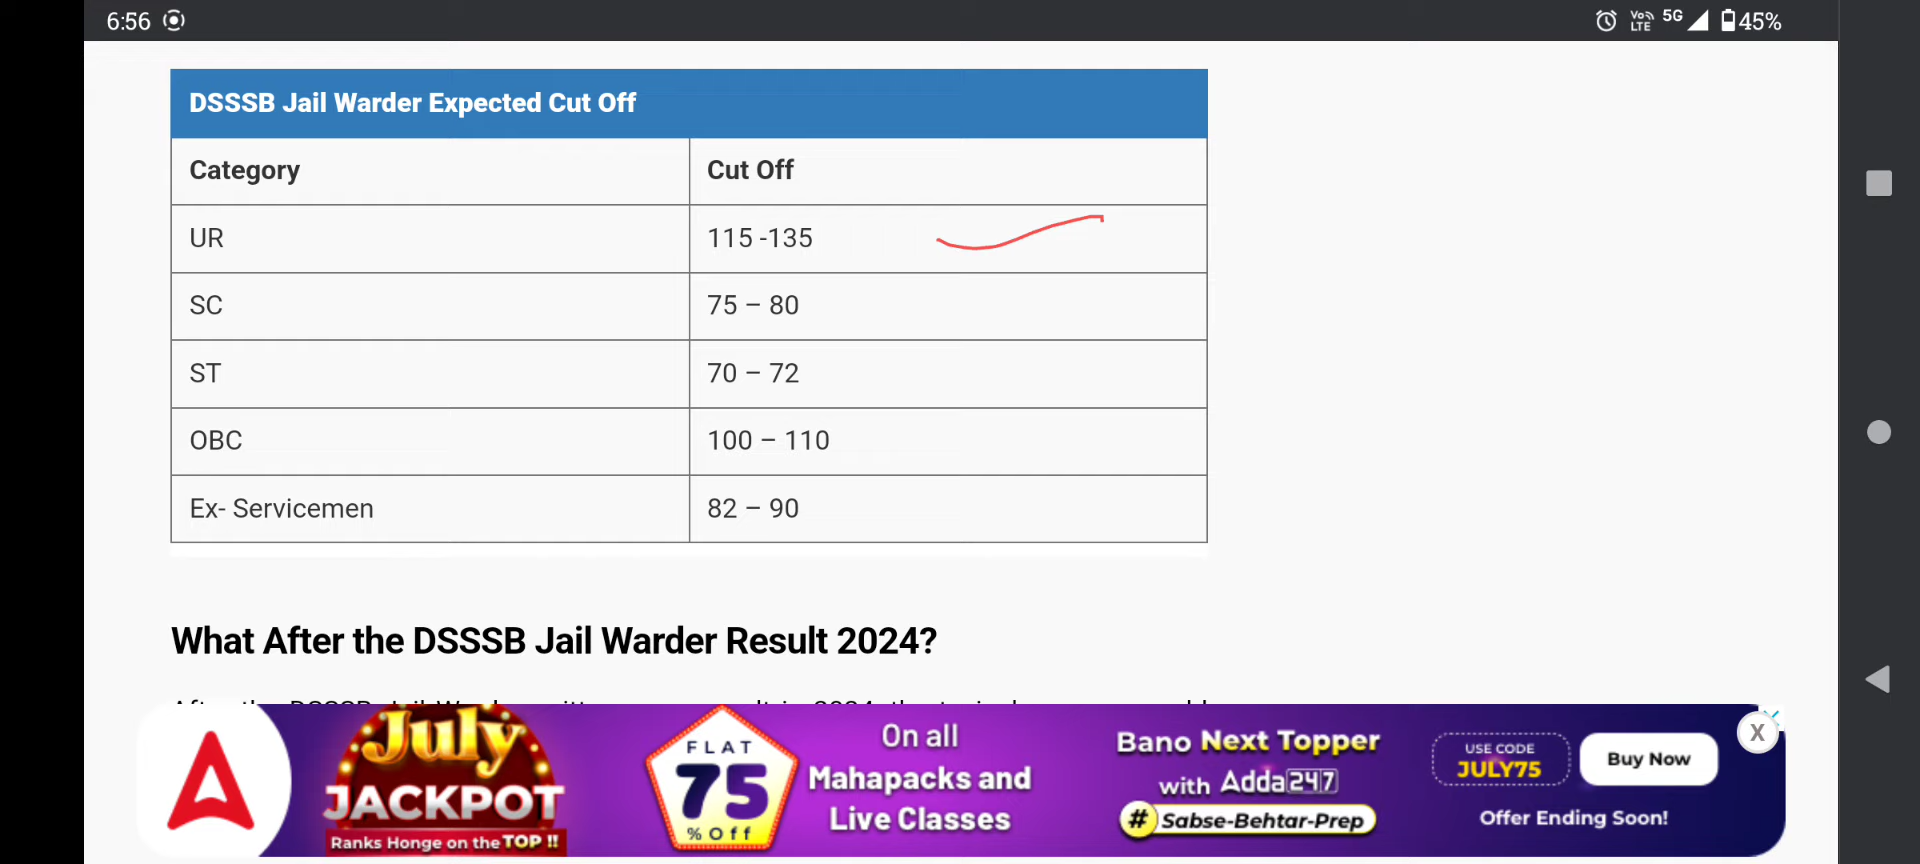 6:56
Vo LTE 5G 45%
DSSSB Jail Warder Expected Cut Off
Category Cut Off
UR 115 -135
SC 75 – 80
ST 70 – 72
OBC 100 – 110
Ex- Servicemen 82 – 90
What After the DSSSB Jail Warder Result 2024?
July
JACKPOT
Ranks Honge on the TOP !!
FLAT
75
% Off
On all
Mahapacks and
Live Classes
Bano Next Topper
with Adda247
# Sabse-Behtar-Prep
USE CODE
JULY75
Buy Now
Offer Ending Soon!
X